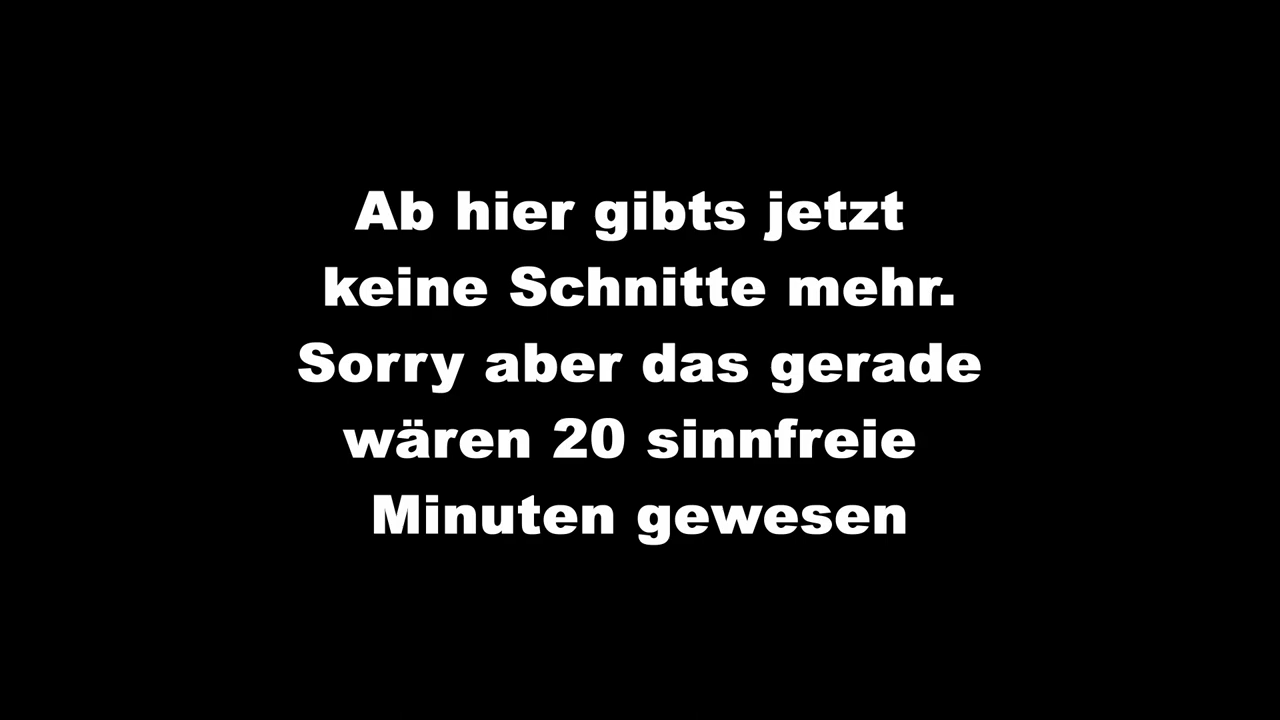 Ab hier gibts jetzt
keine Schnitte mehr.
Sorry aber das gerade
wären 20 sinnfreie
Minuten gewesen